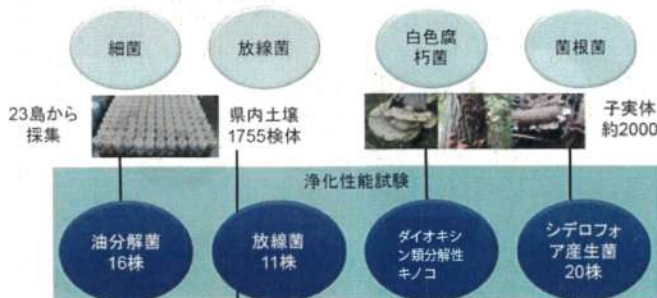 細菌
放線菌
白色腐
朽菌
菌根菌
23島から
採集
県内土壌
1755検体
子実体
約2000
浄化性能試験
油分解菌
16株
放線菌
11株
ダイオキシ
ン類分解性
キノコ
シデロフォ
ア産生菌
20株